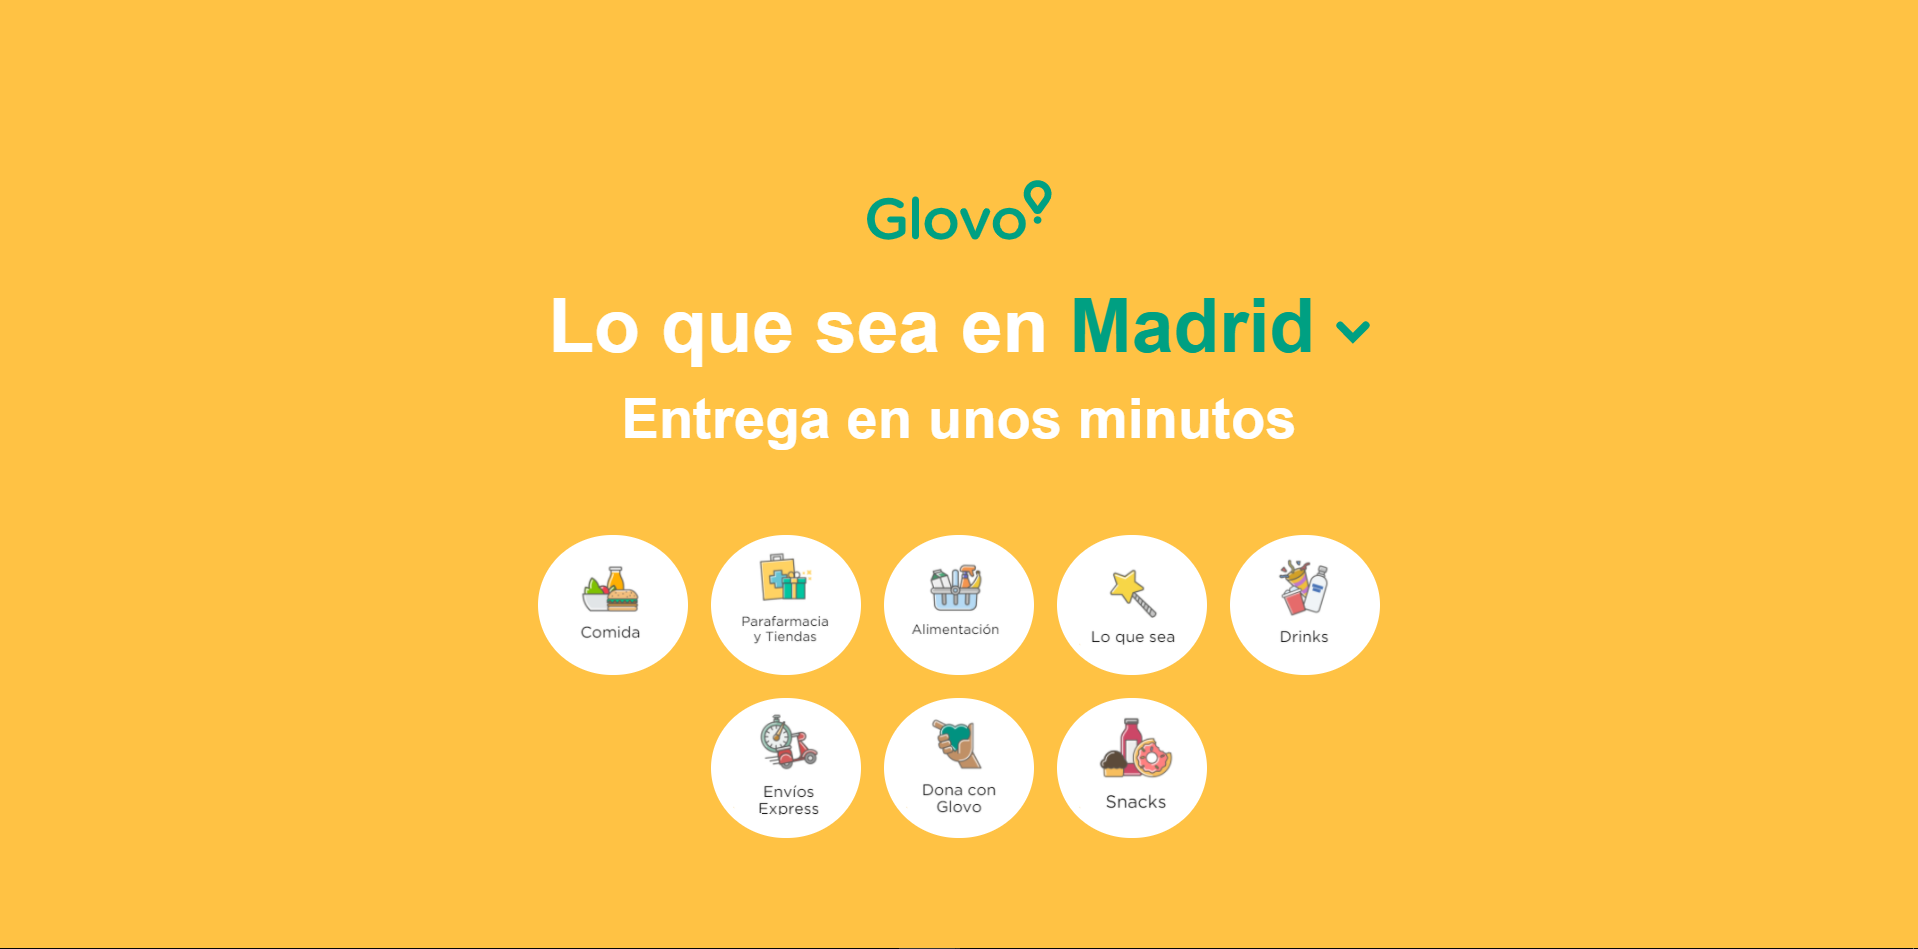 Glovo
Lo que sea en Madrid
Entrega en unos minutos
Comida
Parafarmacia
y Tiendas
Alimentación
Lo que sea
Drinks
Envíos
Express
Dona con
Glovo
Snacks